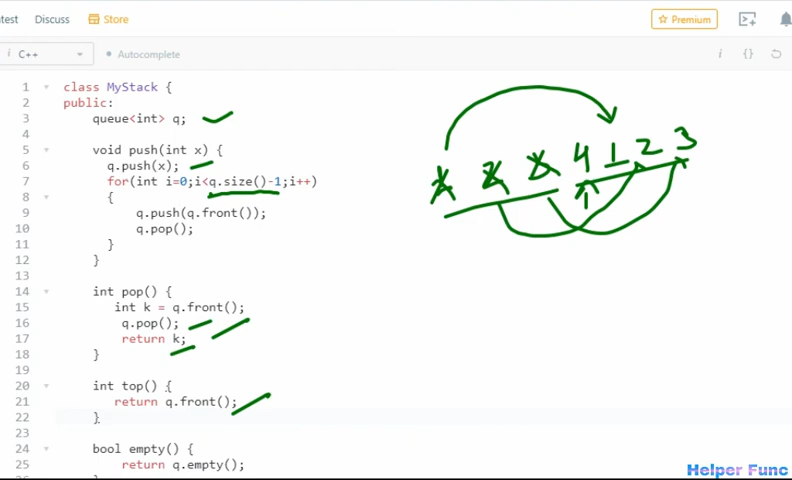 test Discuss Store Premium
i C++ Autocomplete i {}
1 class MyStack {
2 public:
3 queue<int> q;
4
5 void push(int x) {
6 q.push(x);
7 for(int i=0;i<q.size()-1;i++)
8 {
9 q.push(q.front());
10 q.pop();
11 }
12 }
13
14 int pop() {
15 int k = q.front();
16 q.pop();
17 return k;
18 }
19
20 int top() {
21 return q.front();
22 }
23
24 bool empty() {
25 return q.empty();
26 }
4 1 2 3
Helper Func